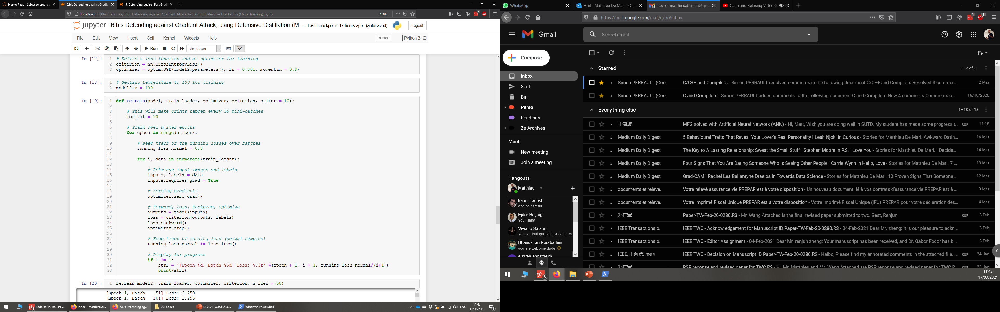 Home Page - Select or create a
6.bis Defending against Gradie
5. Defending against Fast Grad
localhost:8888/notebooks/6.bis Defending against Gradient Attack%2C using Defensive Distillation (More Training).ipynb
120%
jupyter 6.bis Defending against Gradient Attack, using Defensive Distillation (M... Last Checkpoint: 17 hours ago (autosaved)
Logout
File Edit View Insert Cell Kernel Widgets Help
Trusted
Python 3
Run
Markdown
In [17]:
1 # Define a loss function and an optimizer for training
2 criterion = nn.CrossEntropyLoss()
3 optimizer = optim.SGD(model2.parameters(), lr = 0.001, momentum = 0.9)
In [18]:
1 # Setting temperature to 100 for training
2 model2.T = 100
In [19]:
1 def retrain(model, train_loader, optimizer, criterion, n_iter = 10):
2
3 # This will make prints happen every 50 mini-batches
4 mod_val = 50
5
6 # Train over n_iter epochs
7 for epoch in range(n_iter):
8
9 # Keep track of the running losses over batches
10 running_loss_normal = 0.0
11
12 for i, data in enumerate(train_loader):
13
14 # Retrieve input images and labels
15 inputs, labels = data
16 inputs.requires_grad = True
17
18 # Zeroing gradients
19 optimizer.zero_grad()
20
21 # Forward, Loss, Backprop, Optimize
22 outputs = model(inputs)
23 loss = criterion(outputs, labels)
24 loss.backward()
25 optimizer.step()
26
27 # Keep track of running loss (normal samples)
28 running_loss_normal += loss.item()
29
30 # Display for progress
31 if i != 1:
32 str1 = '[Epoch %d, Batch %5d] Loss: %.3f' %(epoch + 1, i + 1, running_loss_normal/(i+1))
33 print(str1)
In [20]:
1 retrain(model2, train_loader, optimizer, criterion, n_iter = 50)
[Epoch 1, Batch 51] Loss: 2.258
[Epoch 1, Batch 101] Loss: 2.256
8
Todoist: To-Do List ...
Inbox - matthieu.d...
6.bis Defending ag...
All codes
DL2021_W8S1-2-3....
Windows PowerShell
ENG
11:43
17/03/2021
3
WhatsApp
Mail - Matthieu De Mari - Outl
Inbox - matthieu.de.mari@gma
Calm and Relaxing Video G
https://mail.google.com/mail/u/0/#inbox
1
ABP
1
Gmail
Search mail
Compose
Inbox
Sent
Bin
Perso
Readings
Ze Archives
Meet
New meeting
Join a meeting
Hangouts
Matthieu
karim Tadrist
and be careful
Ejder Baştuğ
You: Haha
Viviane Salaün
You: surtout quand tu as le theme
Bhanukiran Perabathini
you are welcome dude
audrey angsthelm
Starred
1–2 of 2
Simon PERRAULT (Goo. C/C++ and Compilers - Simon PERRAULT resolved comments in the following document C/C++ and Compilers Resolved 3 commen... 2 Mar
Simon PERRAULT (Goo. C and Compilers - Simon PERRAULT added comments to the following document C and Compilers New 4 comments Comments o... 16/10/2020
Everything else
1–18 of 18
王海波 MFG solved with Artificial Neural Network (ANN) - Hi, Matt, Wish you are doing well in SUTD. My student has made some progress t... 11:18
Medium Daily Digest 5 Behavioural Traits That Reveal Your Lover's Real Personality | Leah Njoki in Curious - Stories for Matthieu De Mari. Awkward Datin... 16 Mar
Medium Daily Digest The Key to A Lasting Relationship: Sweat the Small Stuff | Stephen Moore in P.S. I Love You - Stories for Matthieu De Mari. I Decide... 14 Mar
Medium Daily Digest Four Signs That You Are Dating Someone Who is Seeing Other People | Carrie Wynn in Hello, Love - Stories for Matthieu De Mari. 7 ... 13 Mar
Medium Daily Digest Grad-CAM | Rachel Lea Ballantyne Draelos in Towards Data Science - Stories for Matthieu De Mari. 10 Proven Signs That Someone ... 12 Mar
documents et releve. Votre relevé assurance vie PREPAR est à votre disposition - Un nouveau document lié à vos contrats d'assurance vie PREPAR est à ... 9 Mar
documents et releve. Votre Imprimé Fiscal Unique PREPAR est à votre disposition - Votre Imprimé Fiscal Unique (IFU) PREPAR pour votre déclaration des... 4 Mar
郑仁军 Paper-TW-Feb-20-0280.R3 - Mr. Wang Attached is the final revised paper submitted to twc. Best, Renjun 5 Feb
IEEE Transactions o. IEEE TWC - Acknowledgement for Manuscript ID Paper-TW-Feb-20-0280.R3 - 04-Feb-2021 Dear Mr. zheng: It is our pleasure to ackn... 5 Feb
IEEE Transactions o. IEEE TWC - Editor Assignment - 04-Feb-2021 Dear Mr. renjun zheng: Your manuscript has been received, and Dr. Gabor Fodor has b... 5 Feb
IEEE, 王海波, me 9 IEEE TWC - Decision on Manuscript ID Paper-TW-Feb-20-0280.R2 - Haibo, Please find my annotated comments in the attached file. ... 24 Jan
郑仁军 P2P reponse and revised paper for TWC R2 - Hi, Mr. Matthieu and Mr. Wang Attached are P2P reponse and revised paper for TWC R... 23 Jan
8
11:43
17/03/2021